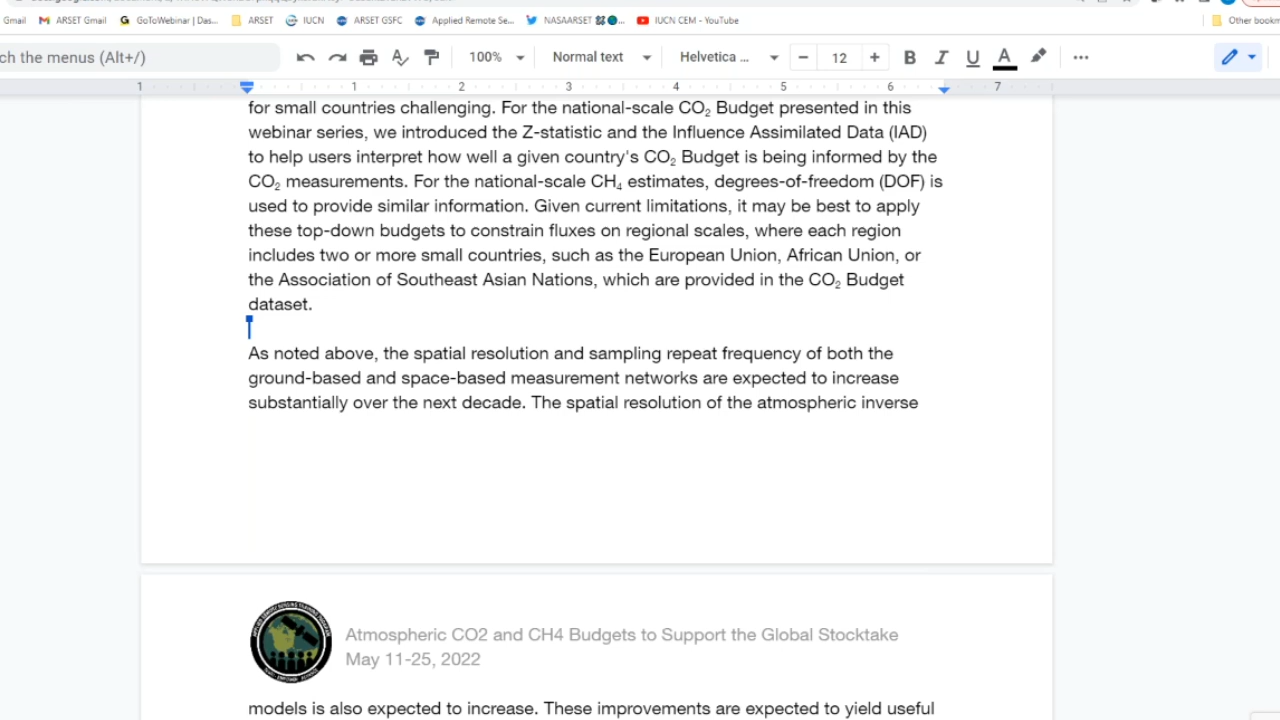 Gmail ARSET Gmail GoToWebinar | Das... ARSET IUCN ARSET GSFC Applied Remote Se... NASAARSET IUCN CEM - YouTube Other bookm
ch the menus (Alt+/) 100% Normal text Helvetica ... 12 B I U A
1 1 2 3 4 5 6 7
for small countries challenging. For the national-scale CO₂ Budget presented in this
webinar series, we introduced the Z-statistic and the Influence Assimilated Data (IAD)
to help users interpret how well a given country's CO₂ Budget is being informed by the
CO₂ measurements. For the national-scale CH₄ estimates, degrees-of-freedom (DOF) is
used to provide similar information. Given current limitations, it may be best to apply
these top-down budgets to constrain fluxes on regional scales, where each region
includes two or more small countries, such as the European Union, African Union, or
the Association of Southeast Asian Nations, which are provided in the CO₂ Budget
dataset.
As noted above, the spatial resolution and sampling repeat frequency of both the
ground-based and space-based measurement networks are expected to increase
substantially over the next decade. The spatial resolution of the atmospheric inverse
Atmospheric CO2 and CH4 Budgets to Support the Global Stocktake
May 11-25, 2022
models is also expected to increase. These improvements are expected to yield useful